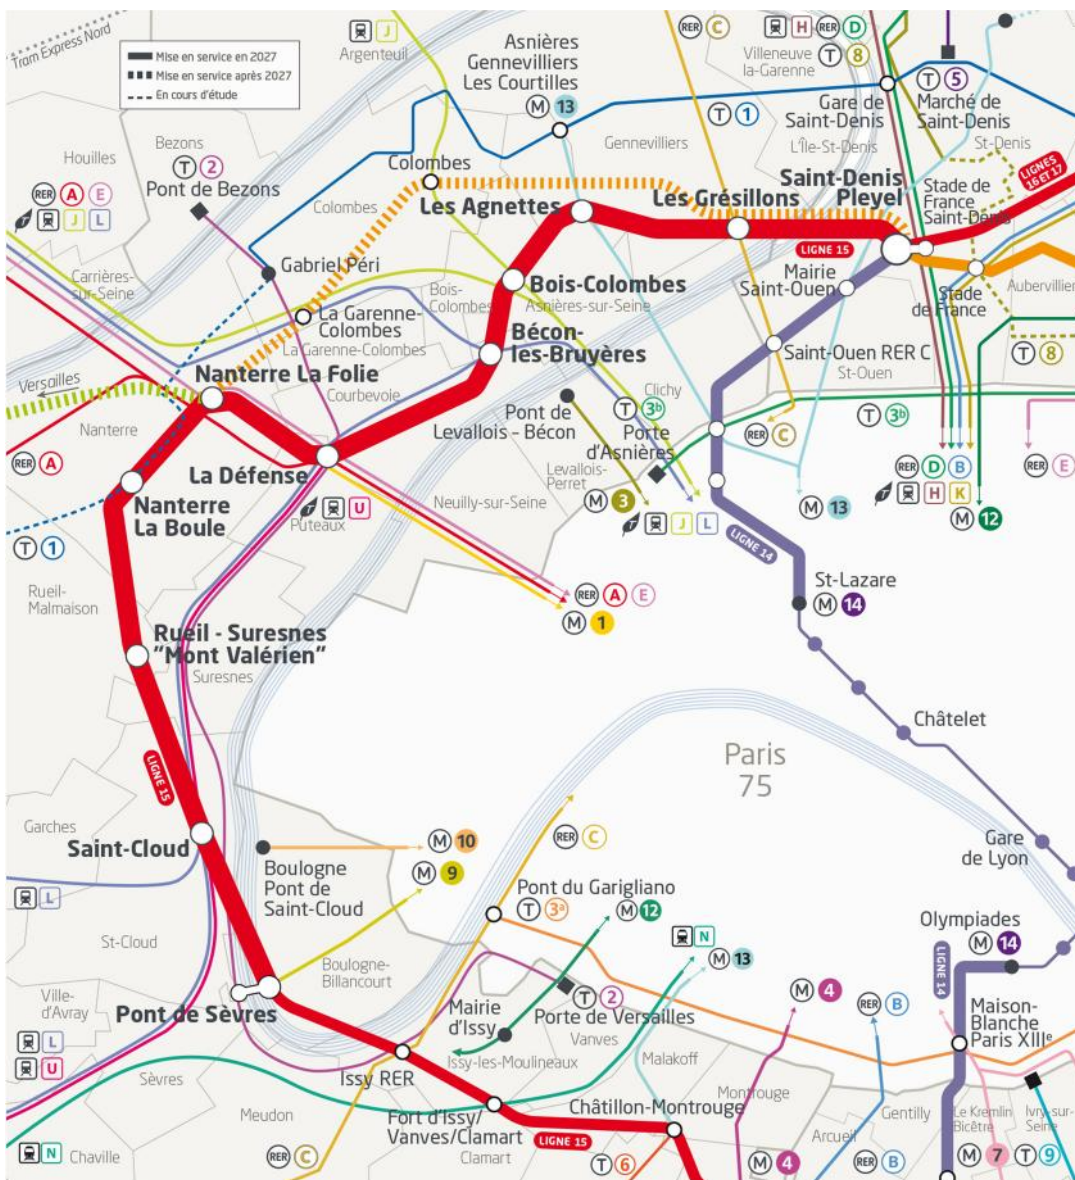 Tram Express Nord
Mise en service en 2027
Mise en service après 2027
En cours d'étude
J
Argenteuil
Asnières
Gennevilliers
Les Courtilles
M 13
RER C
H RER D
Villeneuve
la-Garenne
T 8
T 5
Marché de
Saint-Denis
Gare de
Saint-Denis
T 1
L'Île-St-Denis
St-Denis
Gennevilliers
Houilles
RER A E
J L
Bezons
T 2
Pont de Bezons
Colombes
Colombes
Les Agnettes
Les Grésillons
Saint-Denis
Pleyel
Stade de
France
Saint-Denis
LIGNES
16 ET 17
LIGNE 15
Carrières-
sur-Seine
Gabriel Péri
Bois-
Colombes
Bois-Colombes
Asnières-sur-Seine
Mairie
Saint-Ouen
Stade
de France
Aubervilliers
La Garenne-
Colombes
La Garenne-Colombes
Bécon-
les-Bruyères
Saint-Ouen RER C
St-Ouen
T 8
Versailles
Nanterre La Folie
Courbevoie
Nanterre
Pont de
Levallois - Bécon
Clichy
T 3b
Porte
d'Asnières
RER C
T 3b
RER A
La Défense
Levallois-
Perret
M 3
J L
Neuilly-sur-Seine
M 13
RER D B
H K
M 12
RER E
Nanterre
La Boule
U
Puteaux
T 1
LIGNE 14
Rueil-
Malmaison
RER A E
M 1
St-Lazare
M 14
Rueil - Suresnes
"Mont Valérien"
Suresnes
Châtelet
Paris
75
LIGNE 15
Garches
Saint-Cloud
M 10
M 9
RER C
Gare
de Lyon
Boulogne
Pont de
Saint-Cloud
L
Pont du Garigliano
T 3a
M 12
N
M 13
Olympiades
M 14
St-Cloud
Boulogne-
Billancourt
LIGNE 14
Ville-
d'Avray
Pont de Sèvres
Mairie
d'Issy
T 2
Porte de Versailles
M 4
RER B
Maison-
Blanche
Paris XIIIe
L
U
Issy-les-Moulineaux
Vanves
Malakoff
Sèvres
Issy RER
Montrouge
Meudon
Fort d'Issy/
Vanves/Clamart
Châtillon-Montrouge
Gentilly
Le Kremlin
Bicêtre
Ivry-sur-
Seine
Arcueil
LIGNE 15
Clamart
N
Chaville
RER C
T 6
M 4
RER B
M 7
T 9